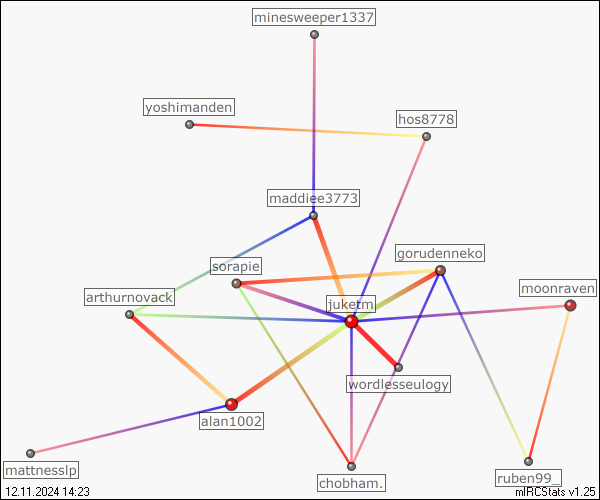 minesweeper1337
yoshimanden
hos8778
maddiee3773
gorudenneko
sorapie
moonraven
arthurnovack
juketm
wordlesseulogy
alan1002
mattnesslp
chobham.
ruben99_
12.11.2024 14:23
mIRCStats v1.25